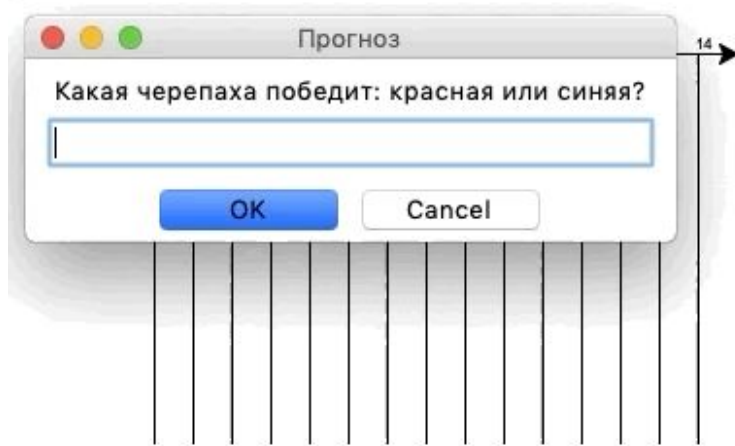 Прогноз
14
Какая черепаха победит: красная или синяя?
OK
Cancel